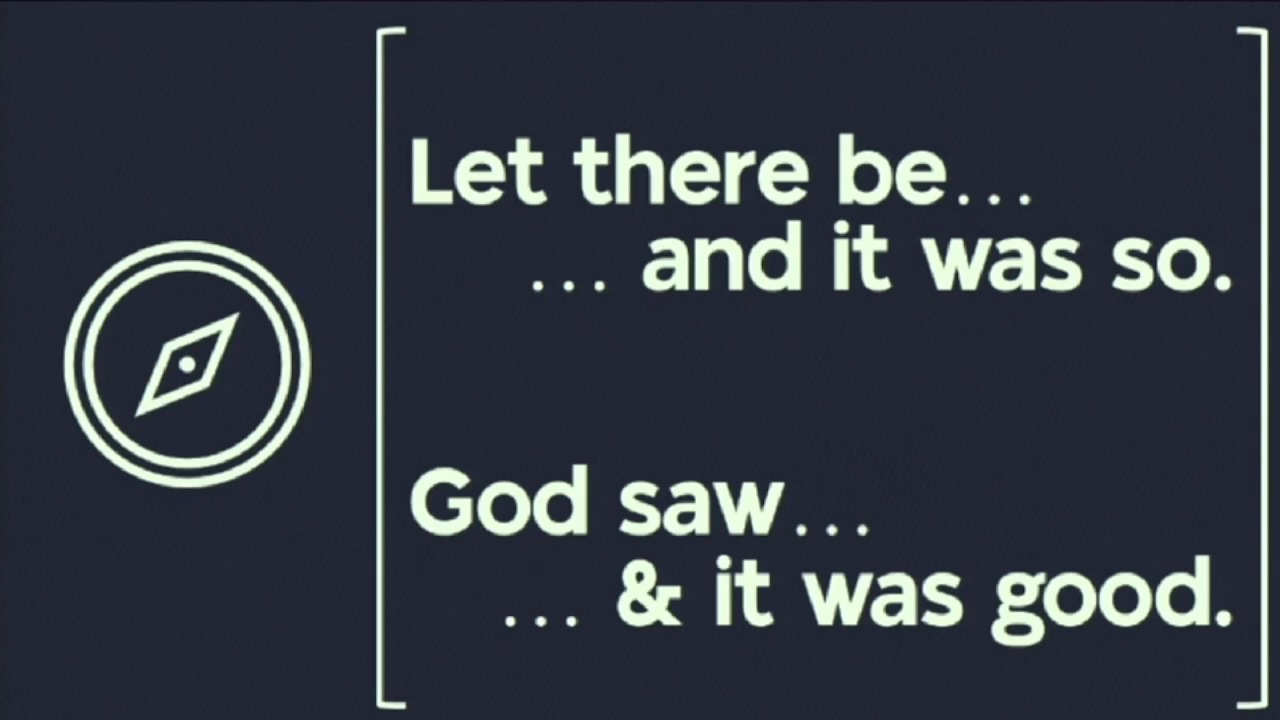 Let there be...
... and it was so.
God saw...
... & it was good.